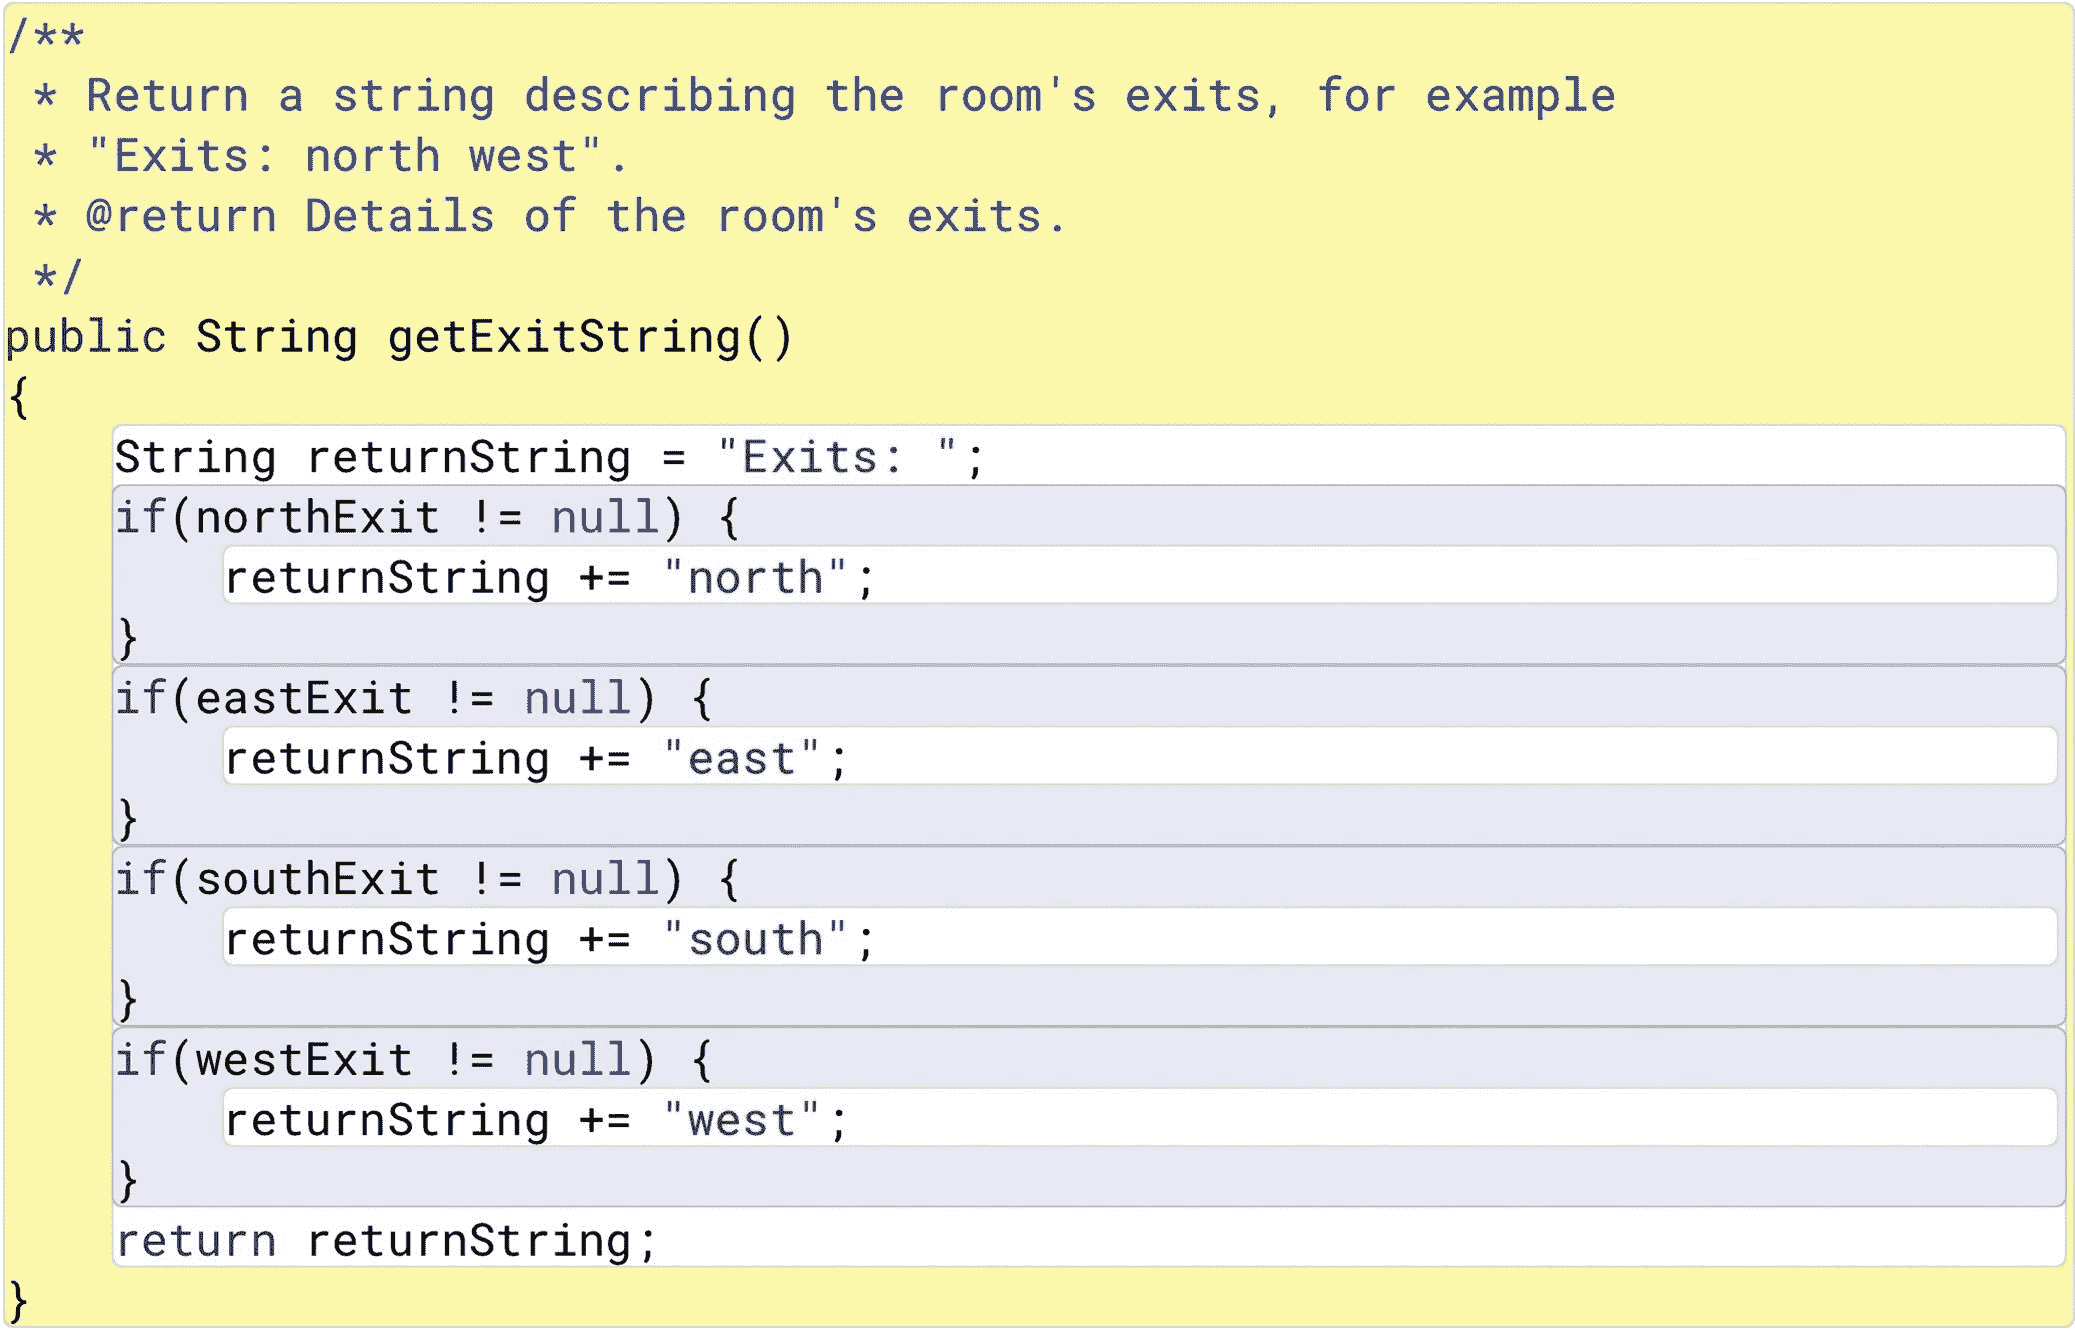 /**
 * Return a string describing the room's exits, for example
 * "Exits: north west".
 * @return Details of the room's exits.
 */
public String getExitString()
{
    String returnString = "Exits: ";
    if(northExit != null) {
        returnString += "north";
    }
    if(eastExit != null) {
        returnString += "east";
    }
    if(southExit != null) {
        returnString += "south";
    }
    if(westExit != null) {
        returnString += "west";
    }
    return returnString;
}